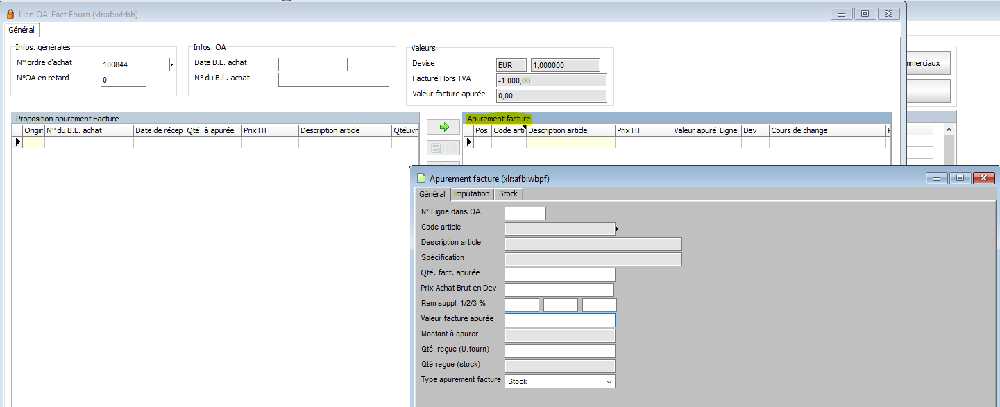 Lien OA-Fact Fourn (xlr:af:wlrbh)
Général
Infos. générales
N° ordre d'achat 100844
N°OA en retard 0
Infos. OA
Date B.L. achat
N° du B.L. achat
Valeurs
Devise EUR 1,000000
Facturé Hors TVA -1 000,00
Valeur facture apurée 0,00
mmerciaux
Proposition apurement Facture
Origir N° du B.L. achat Date de récep Qté. à apurée Prix HT Description article QtéLivr
Apurement facture
Pos Code arti Description article Prix HT Valeur apuré Ligne Dev Cours de change
Apurement facture (xlr:afb:wbpf)
Général Imputation Stock
N° Ligne dans OA
Code article
Description article
Spécification
Qté. fact. apurée
Prix Achat Brut en Dev
Rem.suppl. 1/2/3 %
Valeur facture apurée
Montant à apurer
Qté. reçue (U.fourn)
Qté reçue (stock)
Type apurement facture Stock